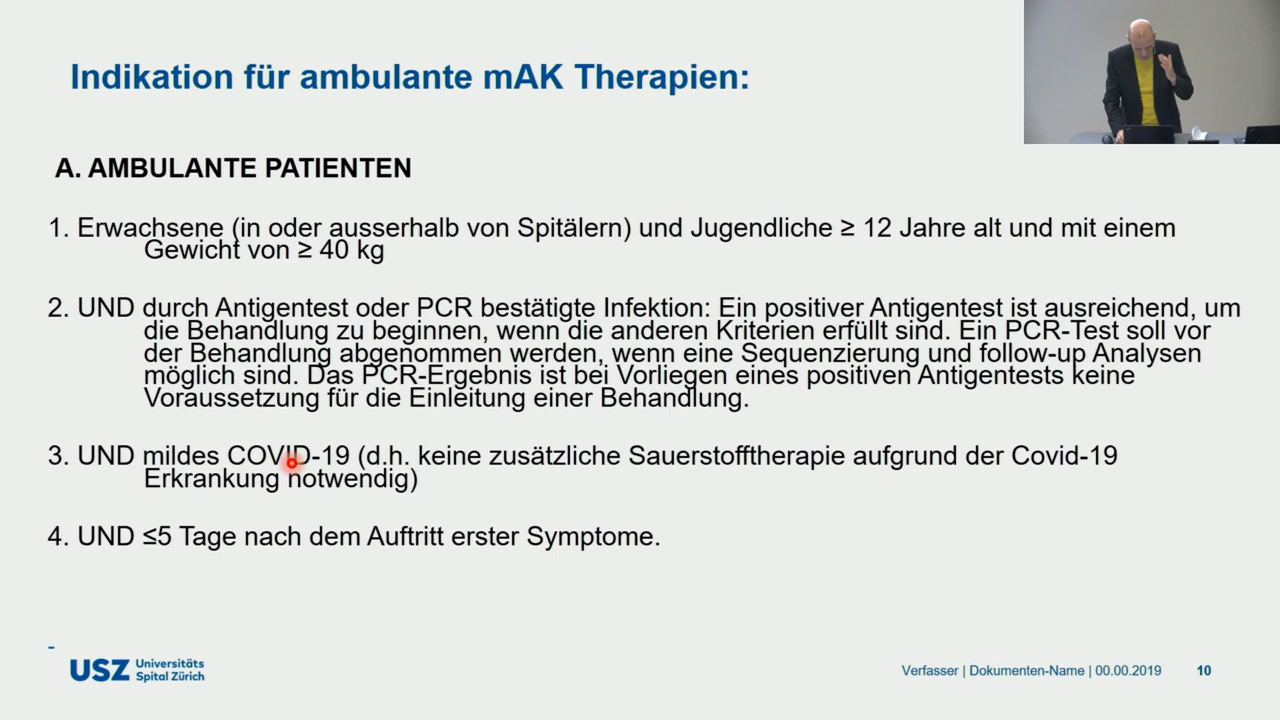 Indikation für ambulante mAK Therapien:
A. AMBULANTE PATIENTEN
1. Erwachsene (in oder ausserhalb von Spitälern) und Jugendliche ≥ 12 Jahre alt und mit einem
Gewicht von ≥ 40 kg
2. UND durch Antigentest oder PCR bestätigte Infektion: Ein positiver Antigentest ist ausreichend, um
die Behandlung zu beginnen, wenn die anderen Kriterien erfüllt sind. Ein PCR-Test soll vor
der Behandlung abgenommen werden, wenn eine Sequenzierung und follow-up Analysen
möglich sind. Das PCR-Ergebnis ist bei Vorliegen eines positiven Antigentests keine
Voraussetzung für die Einleitung einer Behandlung.
3. UND mildes COVID-19 (d.h. keine zusätzliche Sauerstofftherapie aufgrund der Covid-19
Erkrankung notwendig)
4. UND ≤5 Tage nach dem Auftritt erster Symptome.
-
USZ Universitäts
Spital Zürich
Verfasser | Dokumenten-Name | 00.00.2019 10